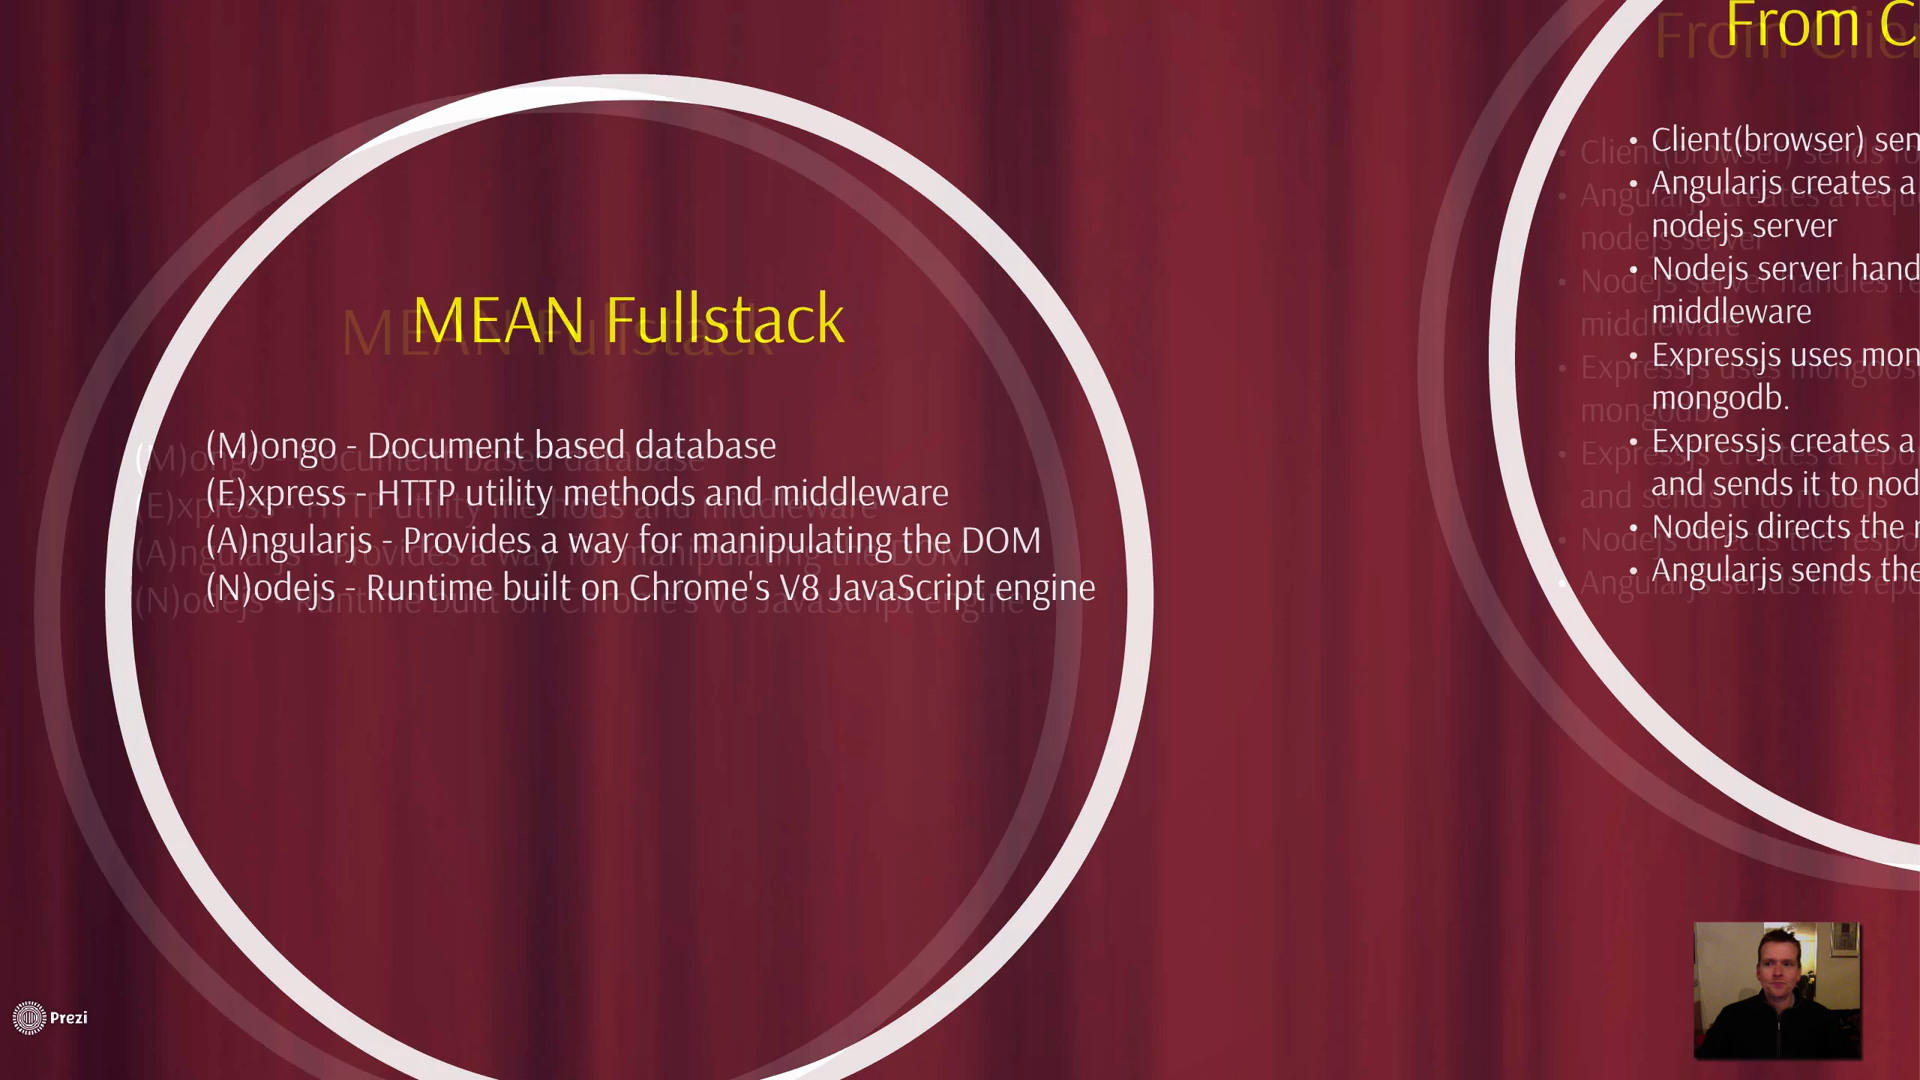 MEAN Fullstack
(M)ongo - Document based database
(E)xpress - HTTP utility methods and middleware
(A)ngularjs - Provides a way for manipulating the DOM
(N)odejs - Runtime built on Chrome's V8 JavaScript engine
From C
• Client(browser) sen
• Angularjs creates a
nodejs server
• Nodejs server hand
middleware
• Expressjs uses mon
mongodb.
• Expressjs creates a
and sends it to nod
• Nodejs directs the r
• Angularjs sends the
Prezi